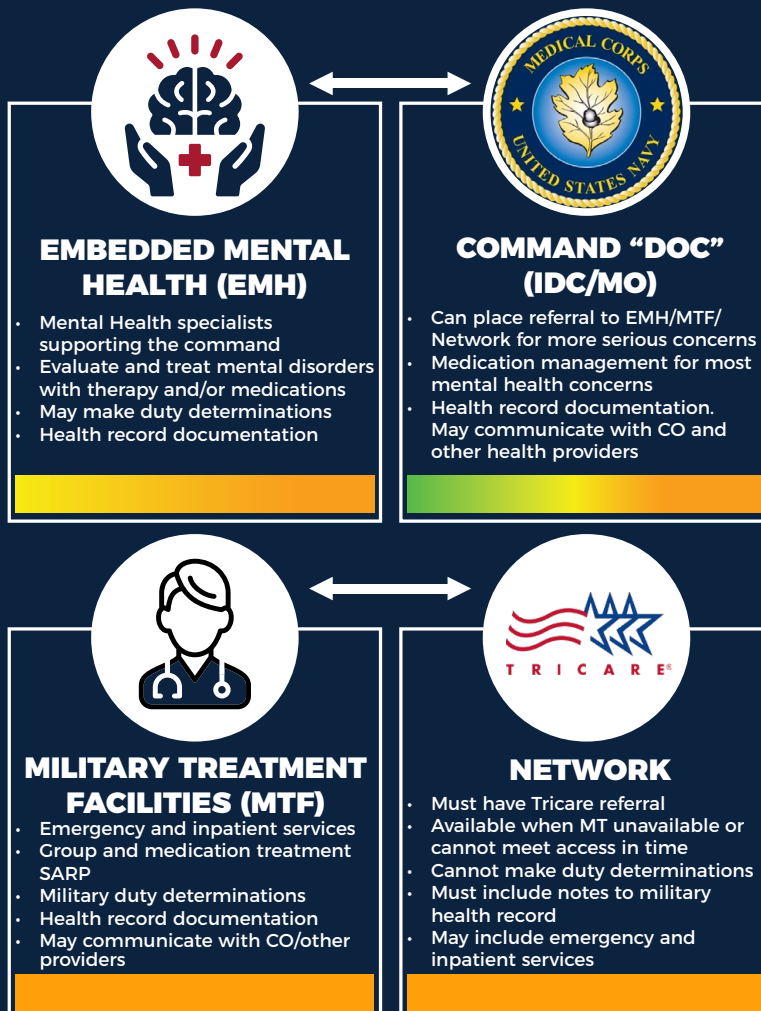 MEDICAL CORPS
UNITED STATES NAVY
EMBEDDED MENTAL
HEALTH (EMH)
• Mental Health specialists
supporting the command
• Evaluate and treat mental disorders
with therapy and/or medications
• May make duty determinations
• Health record documentation
COMMAND “DOC”
(IDC/MO)
• Can place referral to EMH/MTF/
Network for more serious concerns
• Medication management for most
mental health concerns
• Health record documentation.
May communicate with CO and
other health providers
MILITARY TREATMENT
FACILITIES (MTF)
• Emergency and inpatient services
• Group and medication treatment
SARP
• Military duty determinations
• Health record documentation
• May communicate with CO/other
providers
TRICARE®
NETWORK
• Must have Tricare referral
• Available when MT unavailable or
cannot meet access in time
• Cannot make duty determinations
• Must include notes to military
health record
• May include emergency and
inpatient services